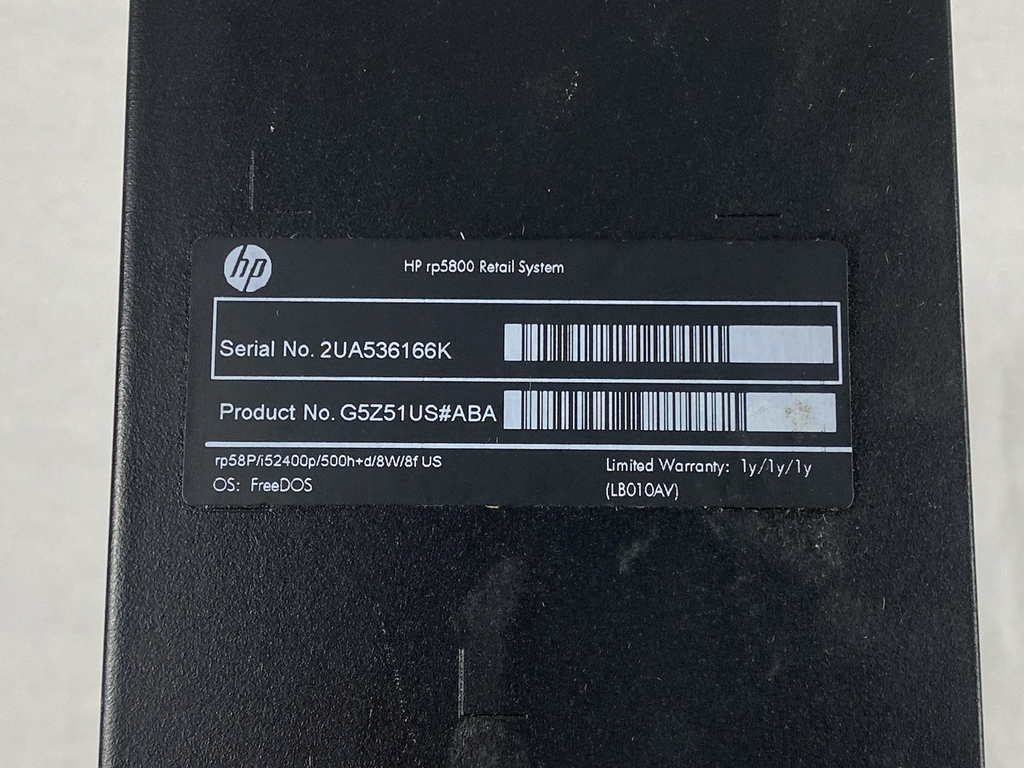 hp
HP rp5800 Retail System
Serial No. 2UA536166K
Product No. G5Z51US#ABA
rp58P/i52400p/500h+d/8W/8f US
OS: FreeDOS
Limited Warranty: 1y/1y/1y
(LB010AV)